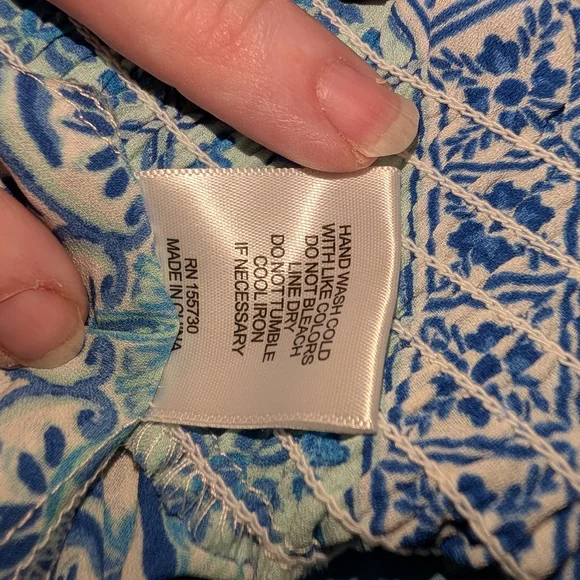 HAND WASH COLD
WITH LIKE COLORS
DO NOT BLEACH
LINE DRY
DO NOT TUMBLE
COOL IRON
IF NECESSARY
RN 155730
MADE IN CHINA